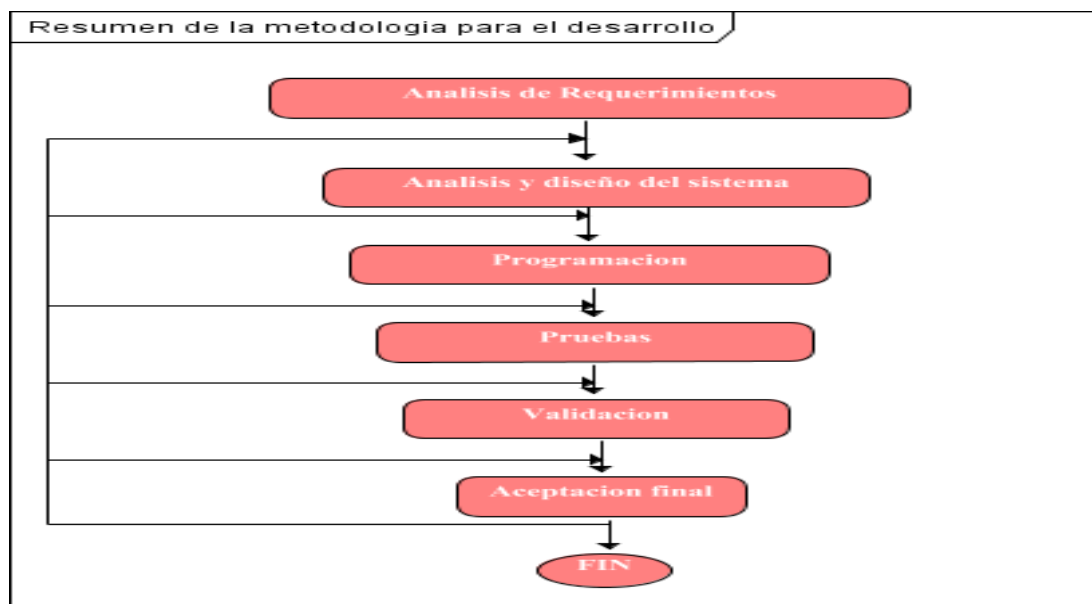 Resumen de la metodologia para el desarrollo
Analisis de Requerimientos
Analisis y diseño del sistema
Programacion
Pruebas
Validacion
Aceptacion final
FIN